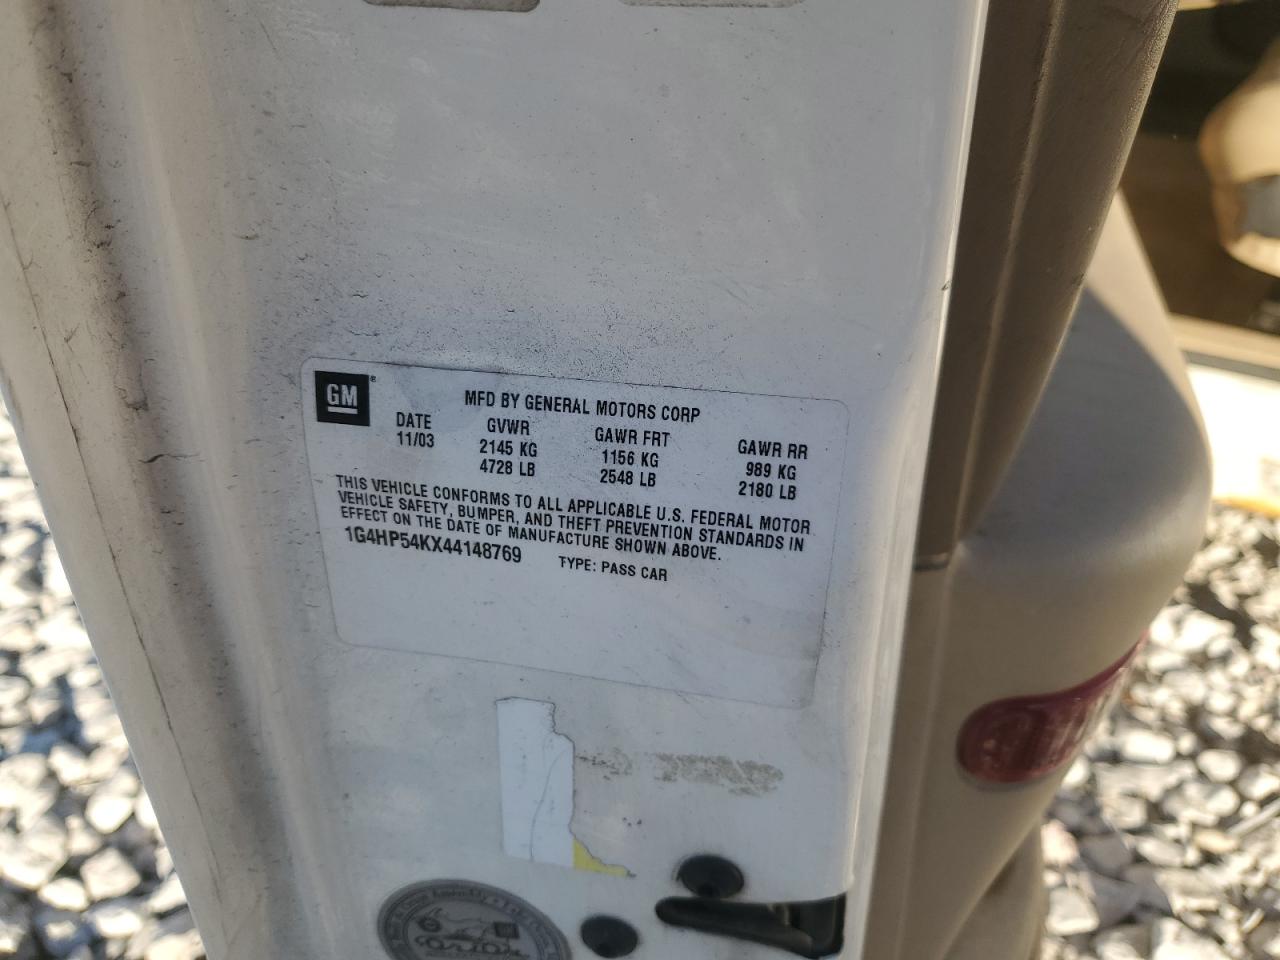 GM®
MFD BY GENERAL MOTORS CORP
DATE GVWR GAWR FRT GAWR RR
11/03 2145 KG 1156 KG 989 KG
4728 LB 2548 LB 2180 LB
THIS VEHICLE CONFORMS TO ALL APPLICABLE U.S. FEDERAL MOTOR
VEHICLE SAFETY, BUMPER, AND THEFT PREVENTION STANDARDS IN
EFFECT ON THE DATE OF MANUFACTURE SHOWN ABOVE.
1G4HP54KX44148769 TYPE: PASS CAR